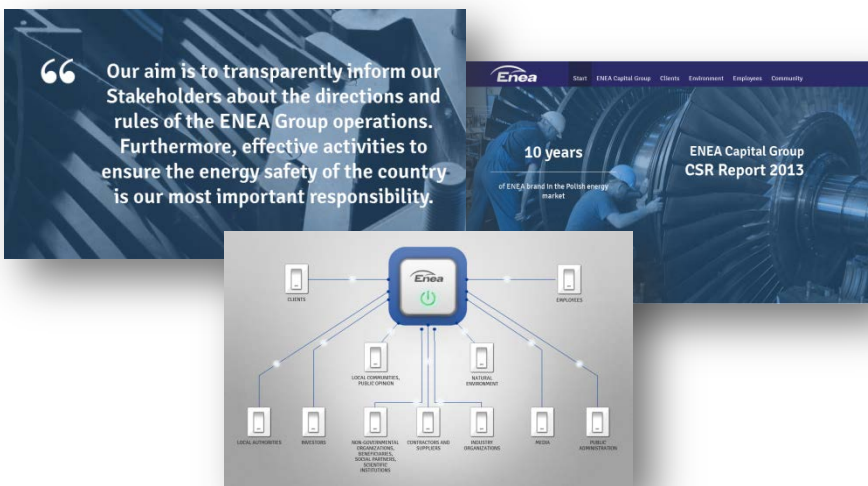 “
Our aim is to transparently inform our
Stakeholders about the directions and
rules of the ENEA Group operations.
Furthermore, effective activities to
ensure the energy safety of the country
is our most important responsibility.
Enea
Start ENEA Capital Group Clients Environment Employees Community
10 years
of ENEA brand in the Polish energy
market
ENEA Capital Group
CSR Report 2013
Enea
CLIENTS
EMPLOYEES
LOCAL COMMUNITIES,
PUBLIC OPINION
NATURAL
ENVIRONMENT
LOCAL AUTHORITIES
INVESTORS
NON-GOVERNMENTAL
ORGANIZATIONS,
BENEFICIARIES,
SOCIAL PARTNERS,
SCIENTIFIC
INSTITUTIONS
CONTRACTORS AND
SUPPLIERS
INDUSTRY
ORGANIZATIONS
MEDIA
PUBLIC
ADMINISTRATION